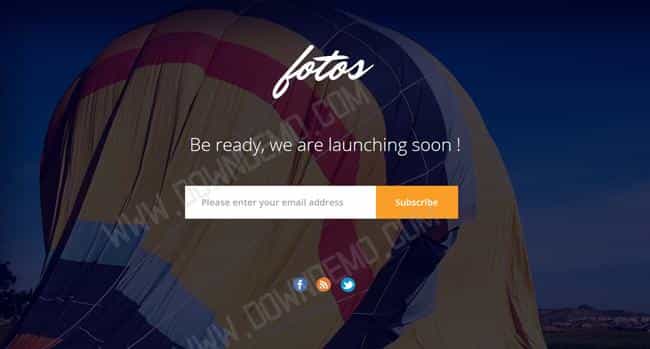 fotos
Be ready, we are launching soon !
Please enter your email address
Subscribe
WWW.DOWNDEMO.COM
WWW.DOWNDEMO.COM